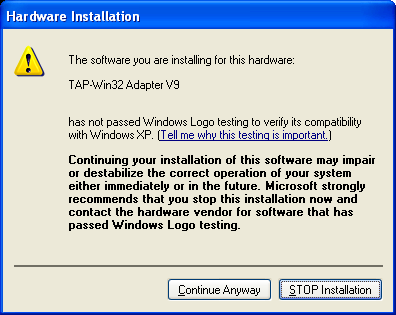 Hardware Installation
The software you are installing for this hardware:
TAP-Win32 Adapter V9
has not passed Windows Logo testing to verify its compatibility
with Windows XP. (Tell me why this testing is important.)
Continuing your installation of this software may impair
or destabilize the correct operation of your system
either immediately or in the future. Microsoft strongly
recommends that you stop this installation now and
contact the hardware vendor for software that has
passed Windows Logo testing.
Continue Anyway
STOP Installation